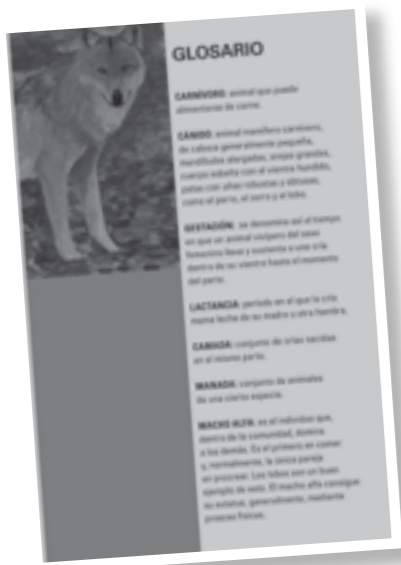 GLOSARIO
CARNÍVORO: animal que puede
alimentarse de carne.
CÁNIDO: animal mamífero carnívoro,
de cabeza generalmente pequeña,
mandíbulas alargadas, orejas grandes,
cuerpo esbelto con el vientre hundido,
patas con uñas robustas y
como el perro, el zorro y el lobo.
GESTACIÓN: se denomina así al tiempo
en que un animal vivíparo del sexo
femenino lleva y sustenta a una cría
dentro de su vientre hasta el momento
del parto.
LACTANCIA: período en el que la cría
mama leche de su madre u otra hembra.
CAMADA: conjunto de crías nacidas
en el mismo parto.
MANADA: conjunto de animales
de una cierta especie.
MACHO ALFA: es el individuo que,
dentro de la comunidad, domina
a los demás. Es el primero en comer
y, normalmente, la única pareja
en procrear. Los lobos son un buen
ejemplo de esto. El macho alfa consigue
su estatus, generalmente, mediante
proezas físicas.